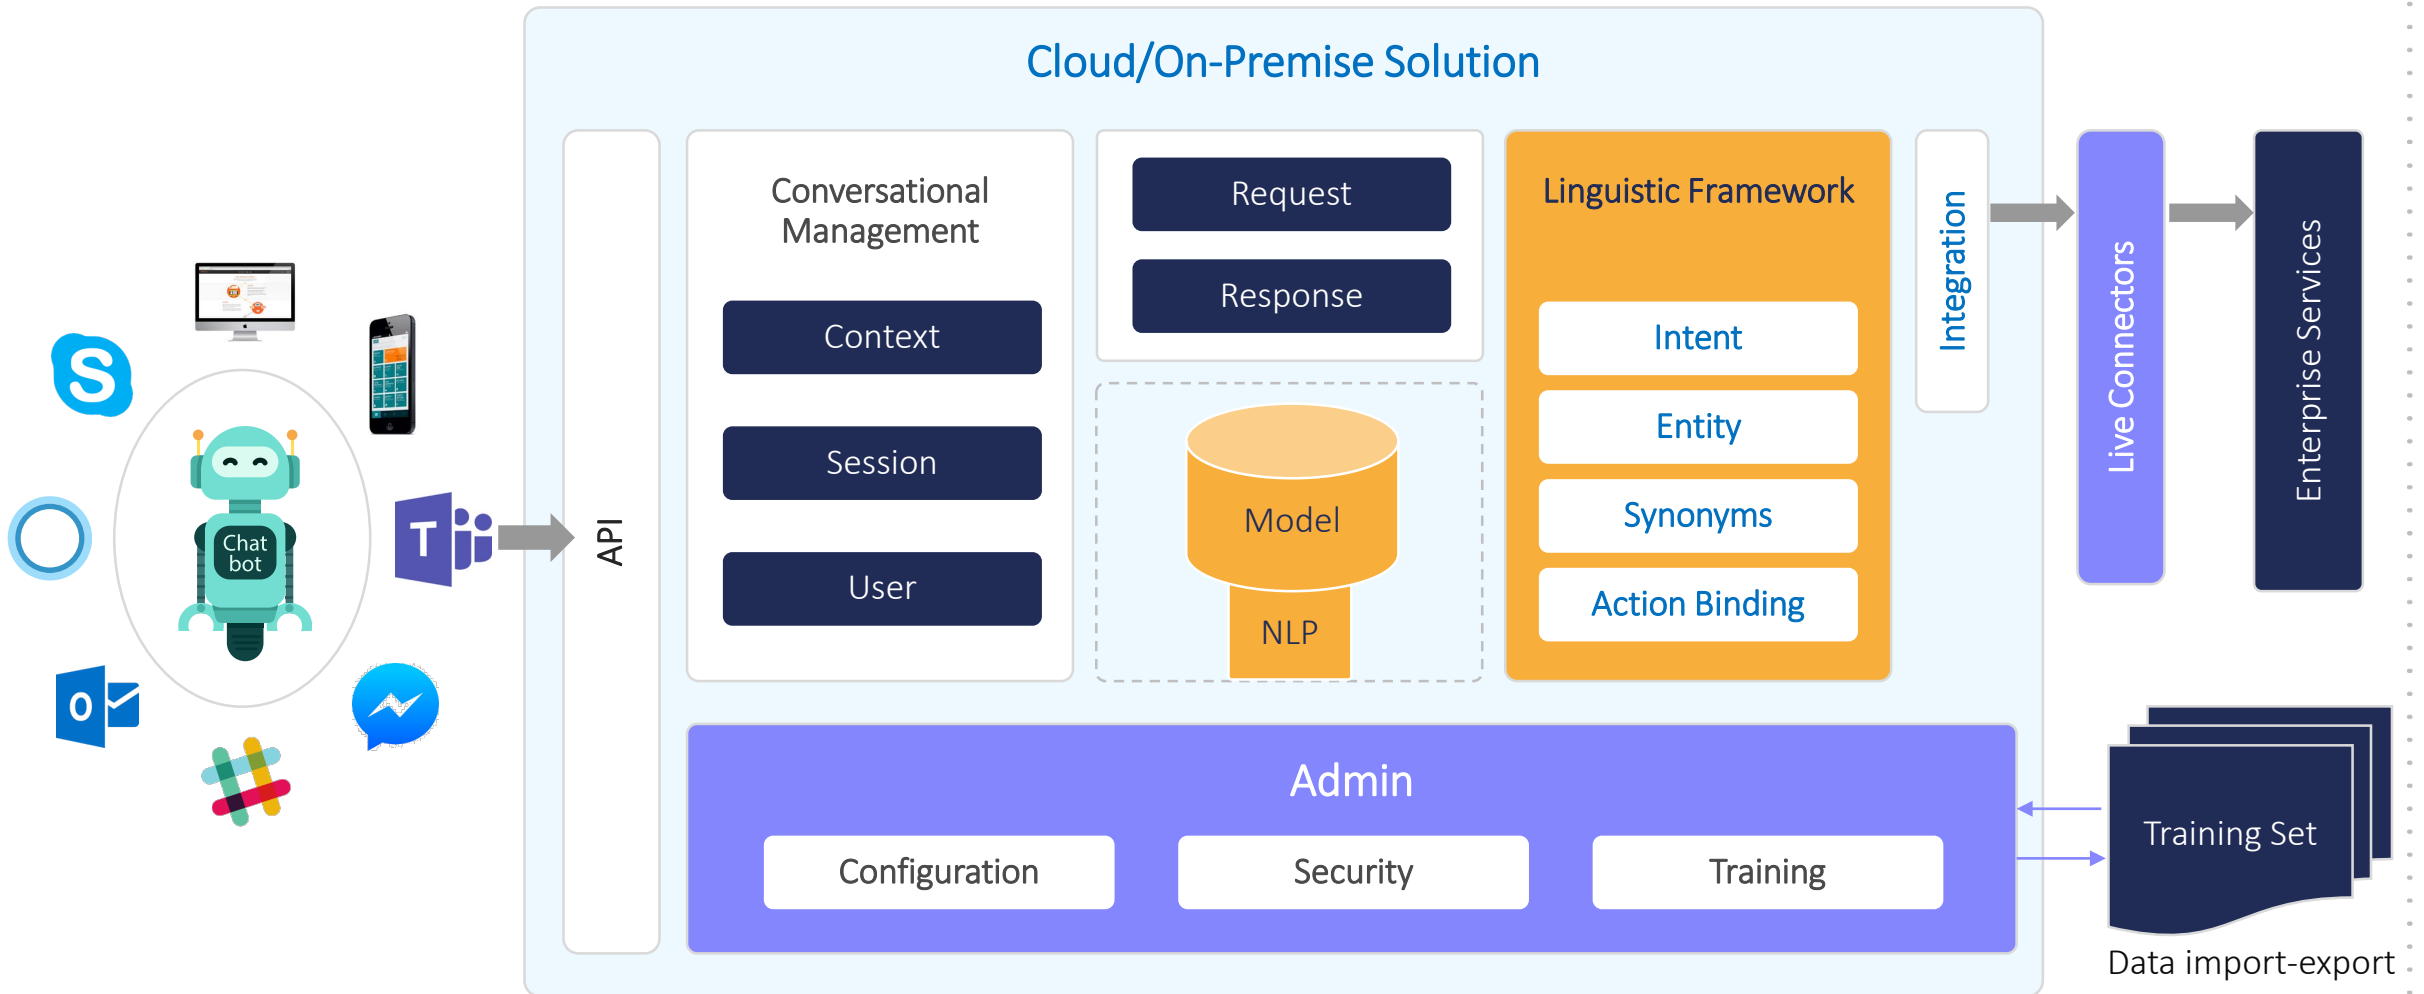 Cloud/On-Premise Solution
Chat
bot
S
T
O
API
Conversational
Management
Context
Session
User
Request
Response
Model
NLP
Linguistic Framework
Intent
Entity
Synonyms
Action Binding
Integration
Live Connectors
Enterprise Services
Admin
Configuration
Security
Training
Training Set
Data import-export